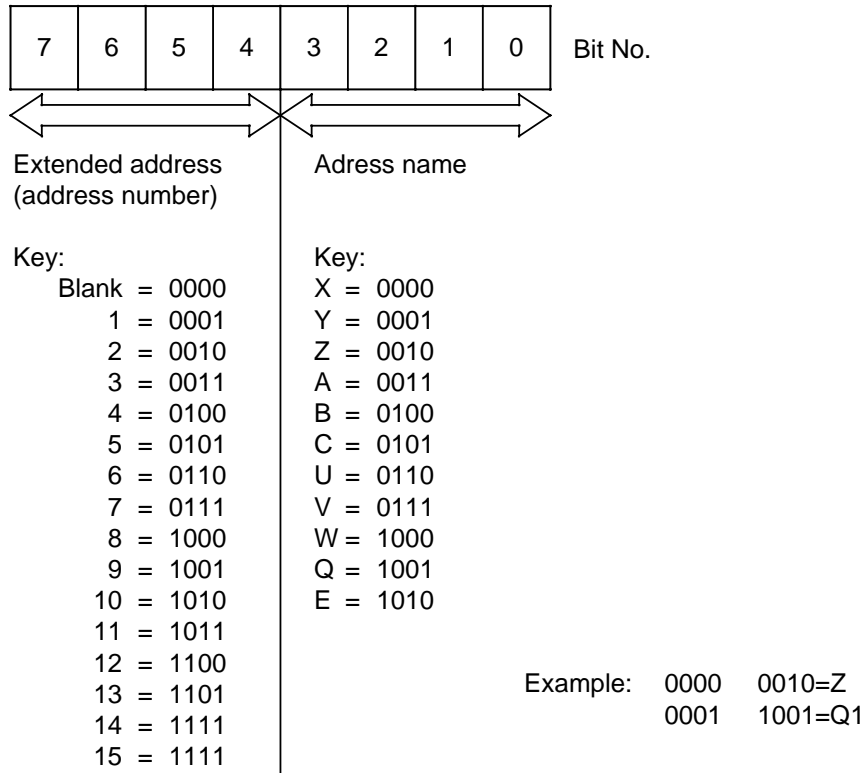 7 6 5 4 3 2 1 0 Bit No.
Extended address
(address number)
Adress name
Key:
Blank = 0000
1 = 0001
2 = 0010
3 = 0011
4 = 0100
5 = 0101
6 = 0110
7 = 0111
8 = 1000
9 = 1001
10 = 1010
11 = 1011
12 = 1100
13 = 1101
14 = 1111
15 = 1111
Key:
X = 0000
Y = 0001
Z = 0010
A = 0011
B = 0100
C = 0101
U = 0110
V = 0111
W = 1000
Q = 1001
E = 1010
Example: 0000 0010=Z
0001 1001=Q1